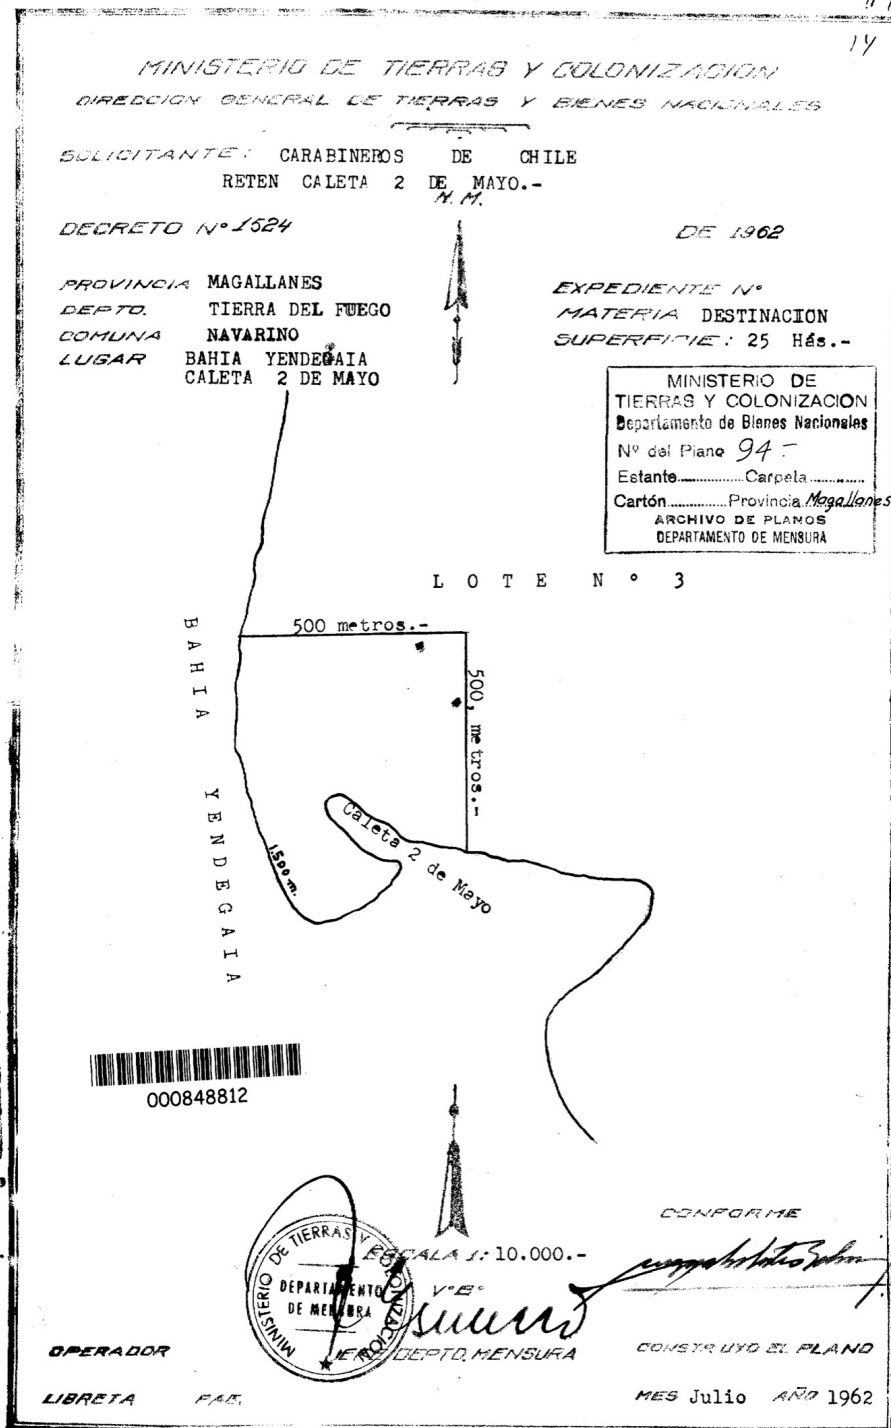 14
MINISTERIO DE TIERRAS Y COLONIZACION
DIRECCION GENERAL DE TIERRAS Y BIENES NACIONALES
SOLICITANTE: CARABINEROS DE CHILE
RETEN CALETA 2 DE MAYO.-
N.M.
DECRETO Nº 1524 DE 1962
PROVINCIA MAGALLANES
DEPTO. TIERRA DEL FUEGO
COMUNA NAVARINO
LUGAR BAHIA YENDEGAIA
CALETA 2 DE MAYO
EXPEDIENTE Nº
MATERIA DESTINACION
SUPERFICIE: 25 Hás.-
MINISTERIO DE
TIERRAS Y COLONIZACION
Departamento de Bienes Nacionales
Nº del Plano 94-
Estante............Carpeta............
Cartón............Provincia Magallanes
ARCHIVO DE PLANOS
DEPARTAMENTO DE MENSURA
LOTE Nº 3
500 metros.-
500, metros.-
BAHIA YENDEGAIA
Caleta 2 de Mayo
1.500 m.
000848812
ESCALA 1:10.000.-
VºBº
JEFE DEPTO. MENSURA
MINISTERIO DE TIERRAS Y COLONIZACION
DEPARTAMENTO
DE MENSURA
CONFORME
OPERADOR
CONSTRUYO EL PLANO
LIBRETA PAG.
MES Julio AÑO 1962